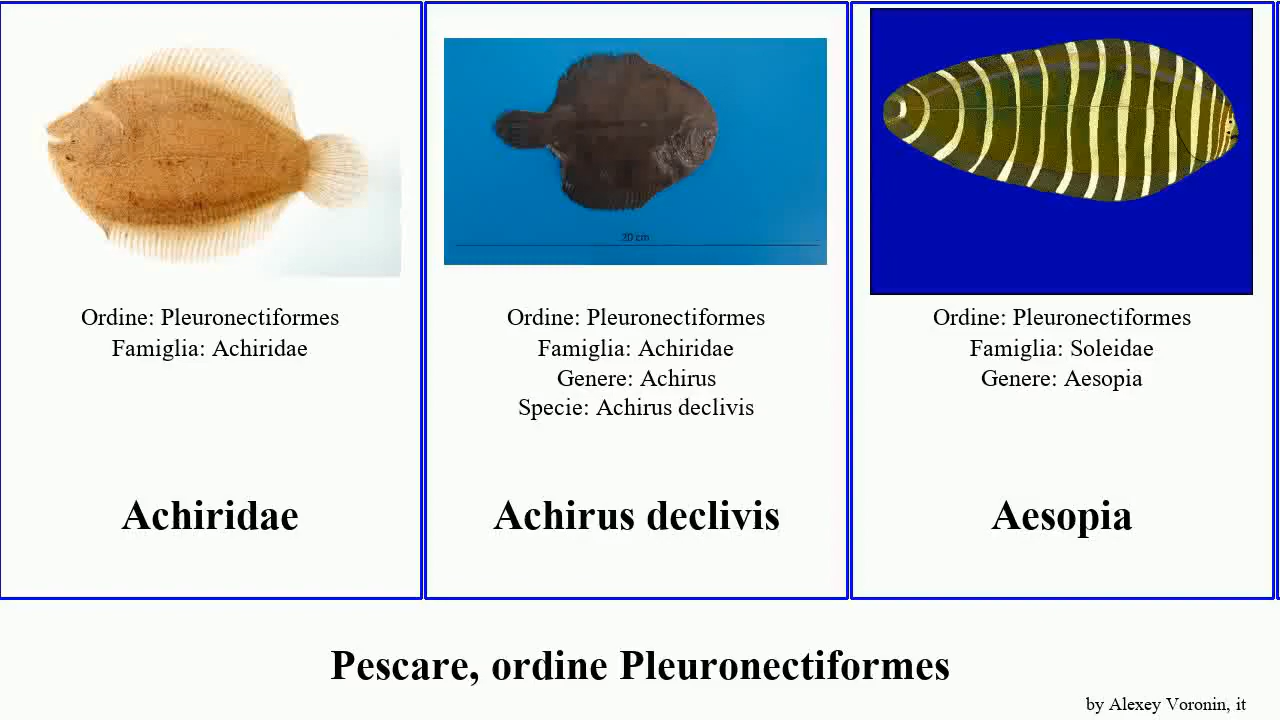 20 cm
Ordine: Pleuronectiformes
Famiglia: Achiridae
Achiridae
Ordine: Pleuronectiformes
Famiglia: Achiridae
Genere: Achirus
Specie: Achirus declivis
Achirus declivis
Ordine: Pleuronectiformes
Famiglia: Soleidae
Genere: Aesopia
Aesopia
Pescare, ordine Pleuronectiformes
by Alexey Voronin, it